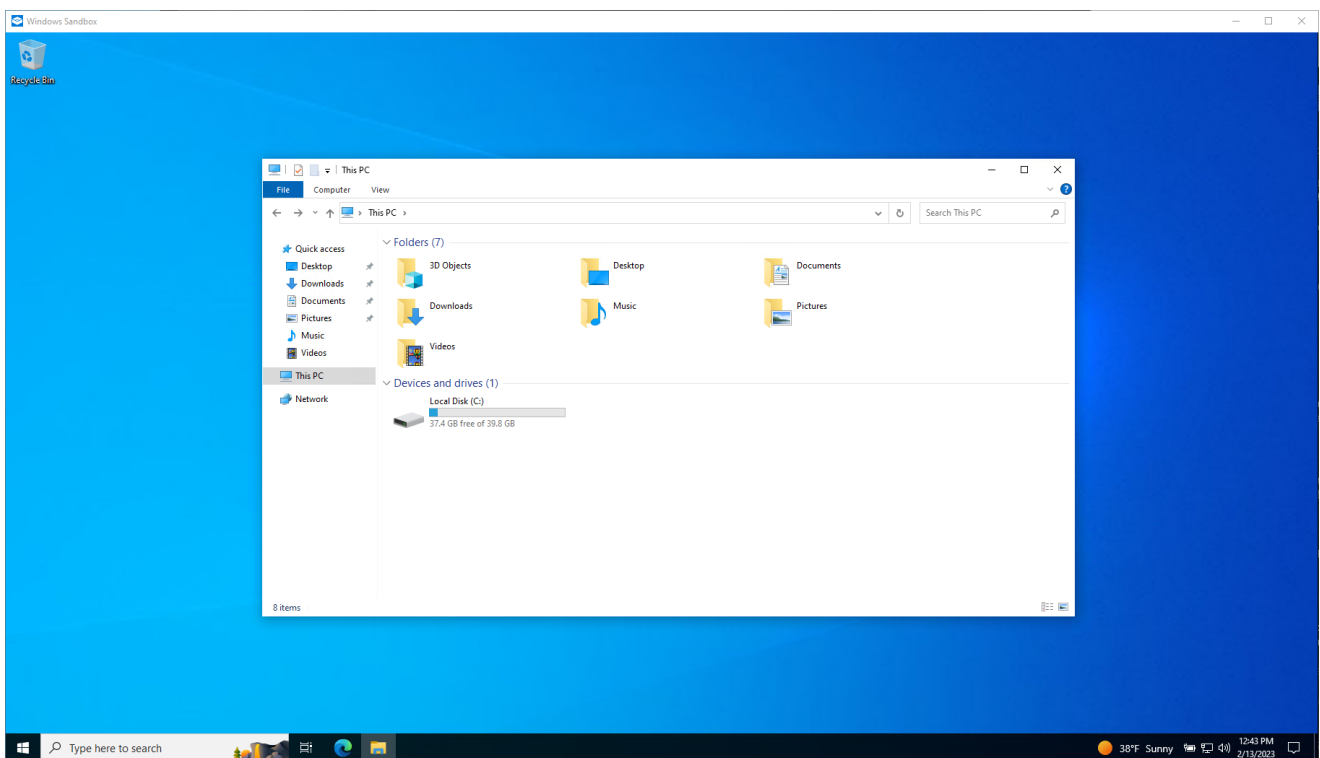 Windows Sandbox
Recycle Bin
This PC
File Computer View
This PC
Search This PC
Quick access
Desktop
Downloads
Documents
Pictures
Music
Videos
This PC
Network
Folders (7)
3D Objects Desktop Documents
Downloads Music Pictures
Videos
Devices and drives (1)
Local Disk (C:)
37.4 GB free of 39.8 GB
8 items
Type here to search
38°F Sunny
12:43 PM
2/13/2023